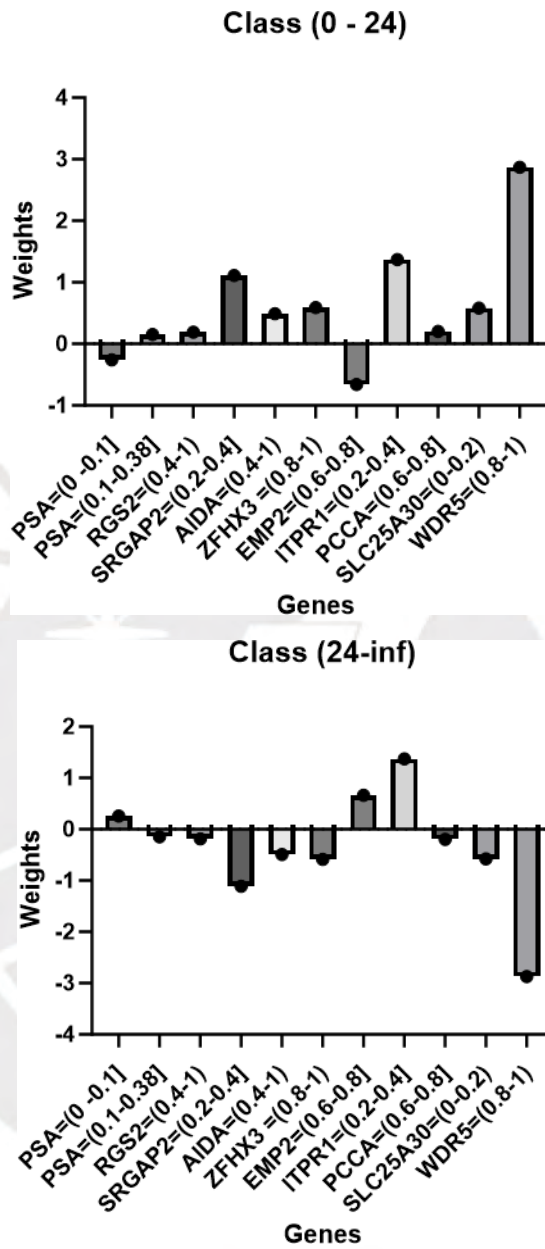 Class (0 - 24)
4
3
2
1
0
-1
Weights
PSA=(0 -0.1]
PSA=(0.1-0.38]
RGS2=(0.4-1)
SRGAP2=(0.2-0.4]
AIDA=(0.4-1)
ZFHX3 =(0.8-1)
EMP2=(0.6-0.8]
ITPR1=(0.2-0.4]
PCCA=(0.6-0.8]
SLC25A30=(0-0.2)
WDR5=(0.8-1)
Genes
Class (24-inf)
2
1
0
-1
-2
-3
-4
Weights
PSA=(0 -0.1]
PSA=(0.1-0.38]
RGS2=(0.4-1)
SRGAP2=(0.2-0.4]
AIDA=(0.4-1)
ZFHX3 =(0.8-1)
EMP2=(0.6-0.8]
ITPR1=(0.2-0.4]
PCCA=(0.6-0.8]
SLC25A30=(0-0.2)
WDR5=(0.8-1)
Genes